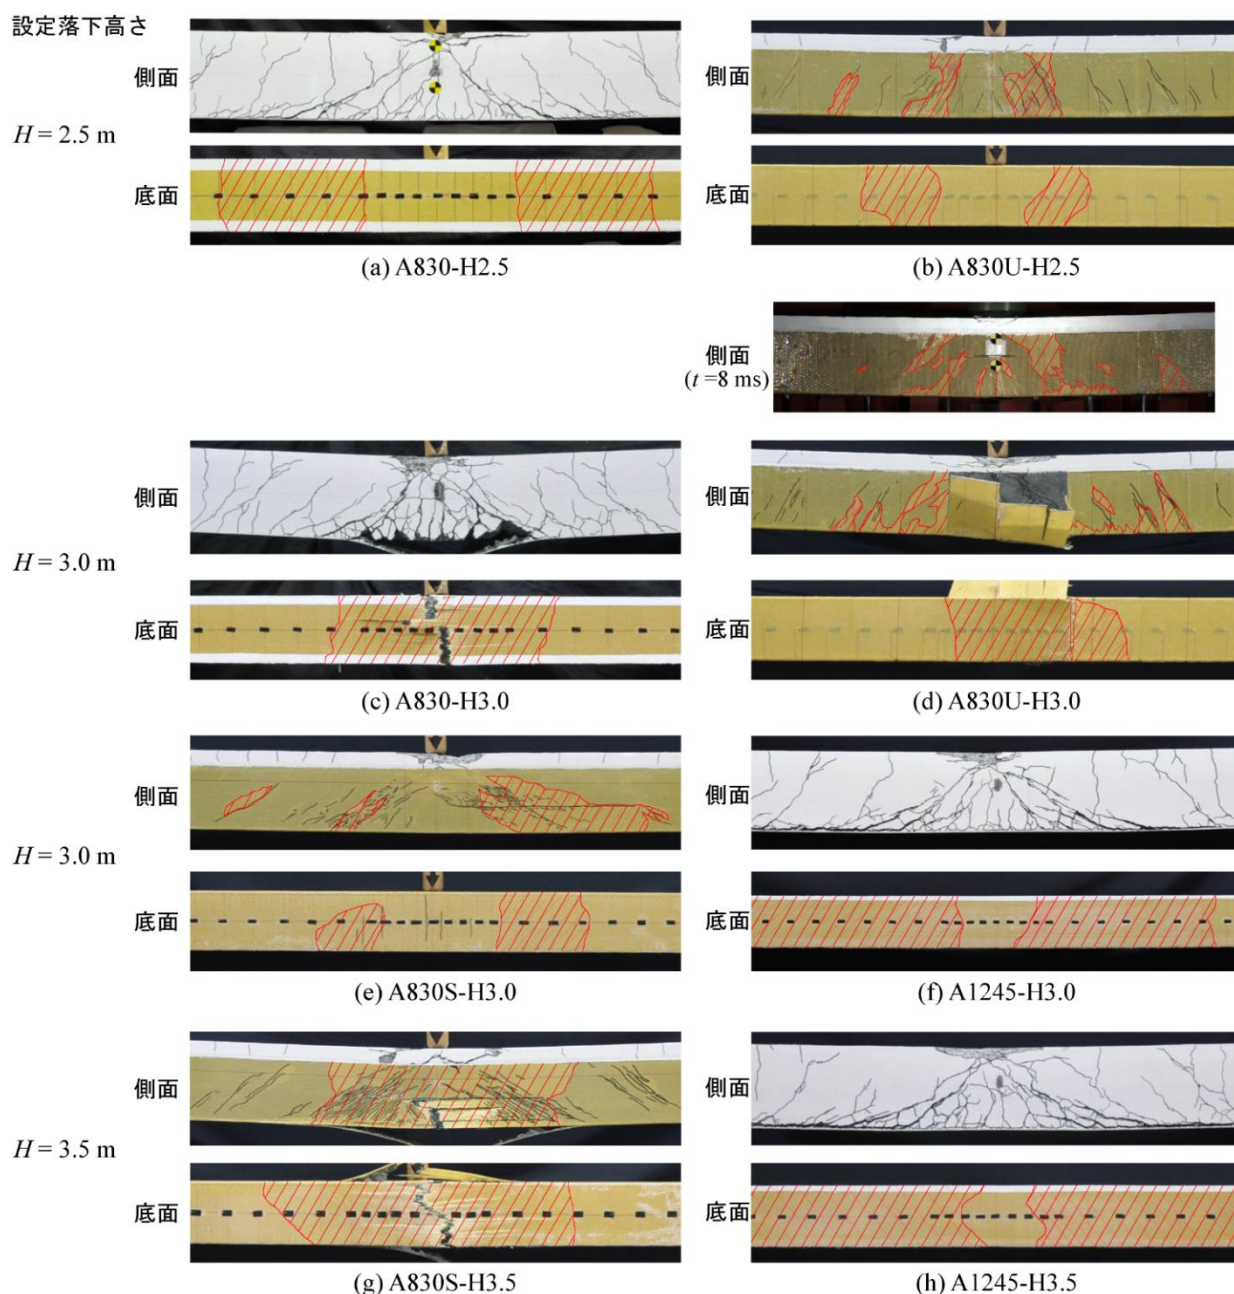 設定落下高さ
H = 2.5 m
側面
底面
(a) A830-H2.5
側面
底面
(b) A830U-H2.5
側面
(t =8 ms)
H = 3.0 m
側面
底面
(c) A830-H3.0
側面
底面
(d) A830U-H3.0
H = 3.0 m
側面
底面
(e) A830S-H3.0
側面
底面
(f) A1245-H3.0
H = 3.5 m
側面
底面
(g) A830S-H3.5
側面
底面
(h) A1245-H3.5